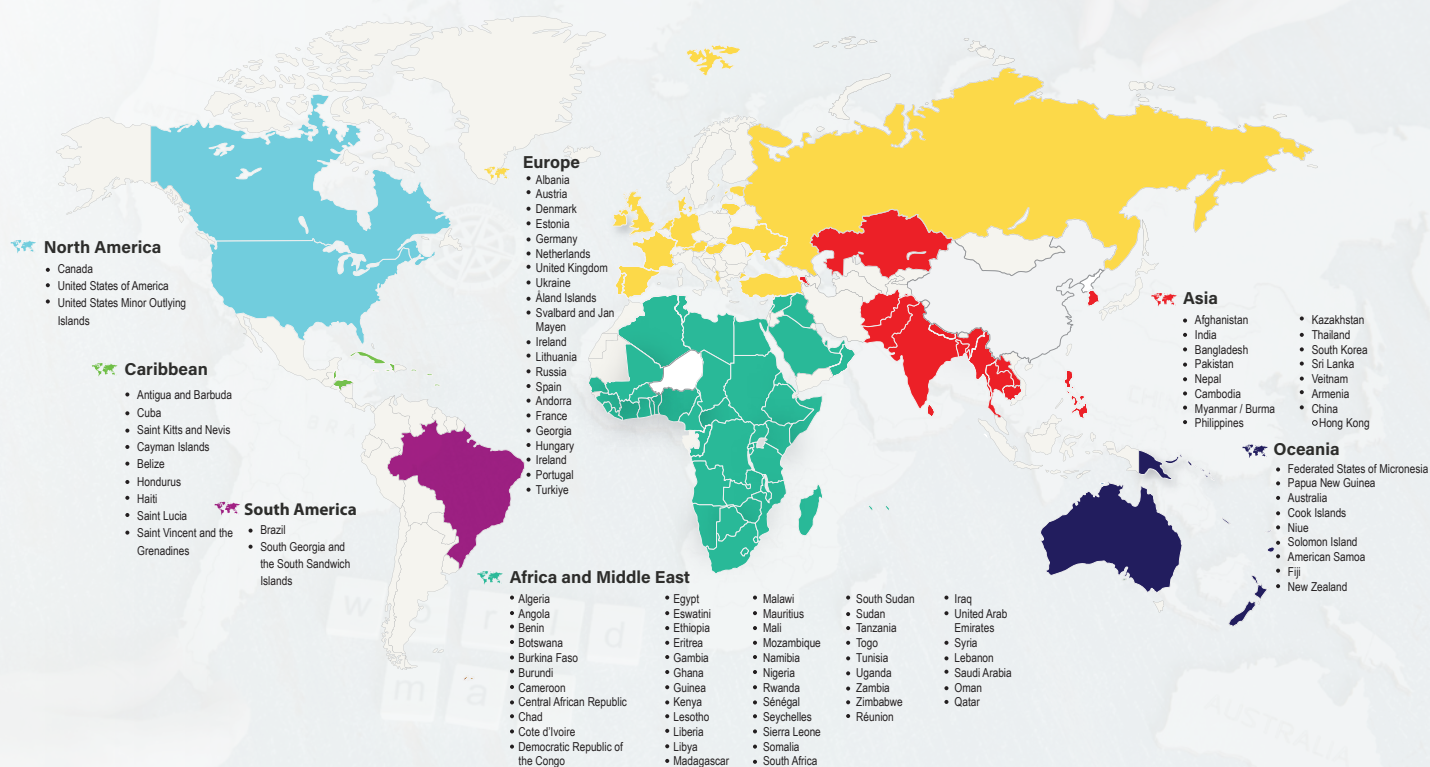 North America
Canada
United States of America
United States Minor Outlying
Islands
Caribbean
Antigua and Barbuda
Cuba
Saint Kitts and Nevis
Cayman Islands
Belize
Hondurus
Haiti
Saint Lucia
Saint Vincent and the
Grenadines
South America
Brazil
South Georgia and
the South Sandwich
Islands
Europe
Albania
Austria
Denmark
Estonia
Germany
Netherlands
United Kingdom
Ukraine
Åland Islands
Svalbard and Jan
Mayen
Ireland
Lithuania
Russia
Spain
Andorra
France
Georgia
Hungary
Ireland
Portugal
Turkiye
Africa and Middle East
Algeria
Angola
Benin
Botswana
Burkina Faso
Burundi
Cameroon
Central African Republic
Chad
Cote d'Ivoire
Democratic Republic of
the Congo
Egypt
Eswatini
Ethiopia
Eritrea
Gambia
Ghana
Guinea
Kenya
Lesotho
Liberia
Libya
Madagascar
Malawi
Mauritius
Mali
Mozambique
Namibia
Nigeria
Rwanda
Sénégal
Seychelles
Sierra Leone
Somalia
South Africa
South Sudan
Sudan
Tanzania
Togo
Tunisia
Uganda
Zambia
Zimbabwe
Réunion
Iraq
United Arab
Emirates
Syria
Lebanon
Saudi Arabia
Oman
Qatar
Asia
Afghanistan
India
Bangladesh
Pakistan
Nepal
Cambodia
Myanmar / Burma
Philippines
Kazakhstan
Thailand
South Korea
Sri Lanka
Veitnam
Armenia
China
Hong Kong
Oceania
Federated States of Micronesia
Papua New Guinea
Australia
Cook Islands
Niue
Solomon Island
American Samoa
Fiji
New Zealand
w o r l d
m a
AUSTRALIA